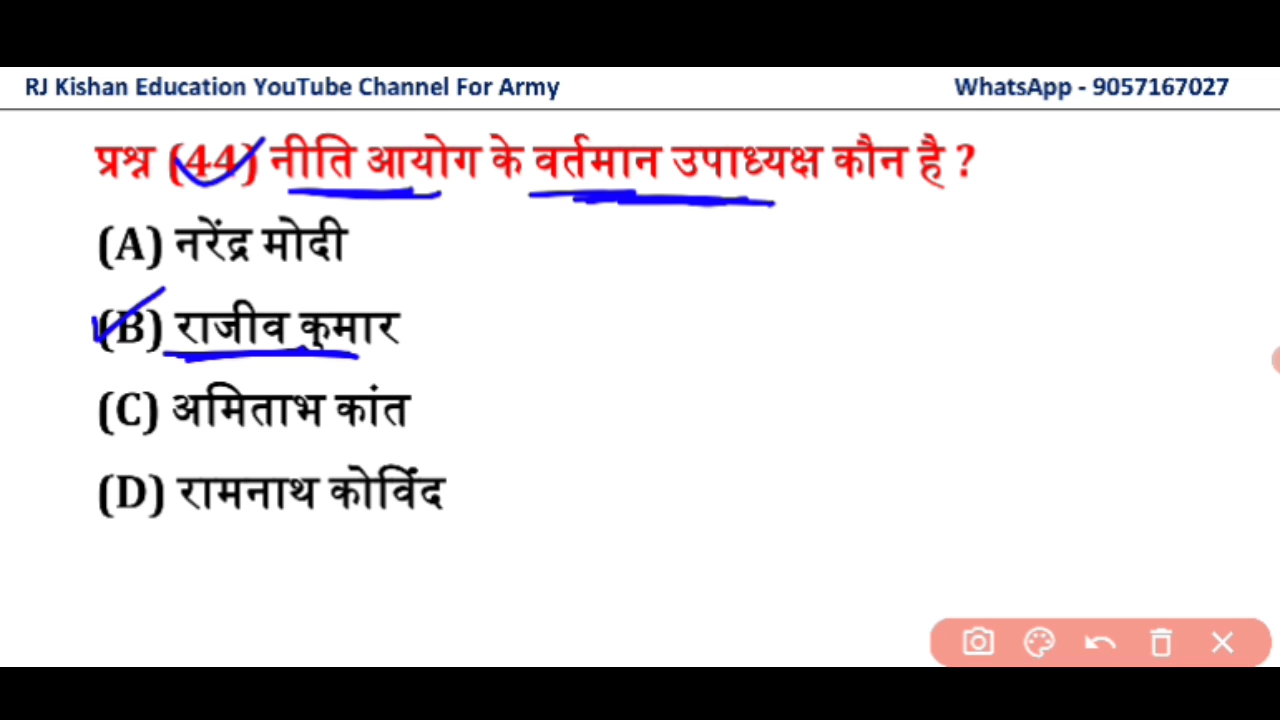 RJ Kishan Education YouTube Channel For Army
WhatsApp - 9057167027
प्रश्न (44) नीति आयोग के वर्तमान उपाध्यक्ष कौन है ?
(A) नरेंद्र मोदी
(B) राजीव कुमार
(C) अमिताभ कांत
(D) रामनाथ कोविंद